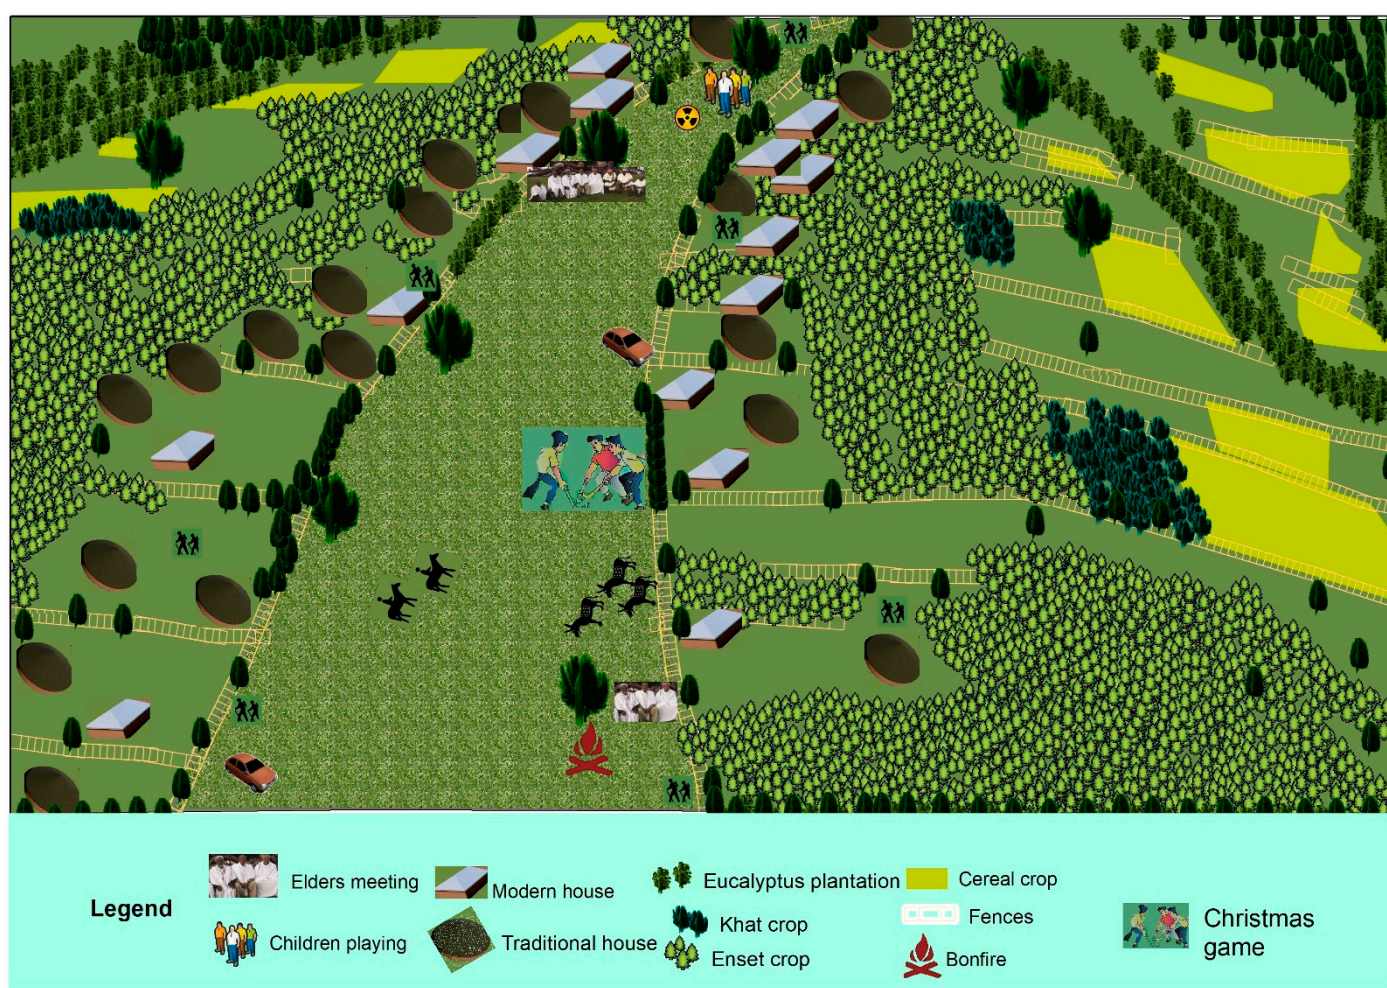 Legend
Elders meeting
Modern house
Eucalyptus plantation
Cereal crop
Children playing
Traditional house
Khat crop
Enset crop
Fences
Bonfire
Christmas
game